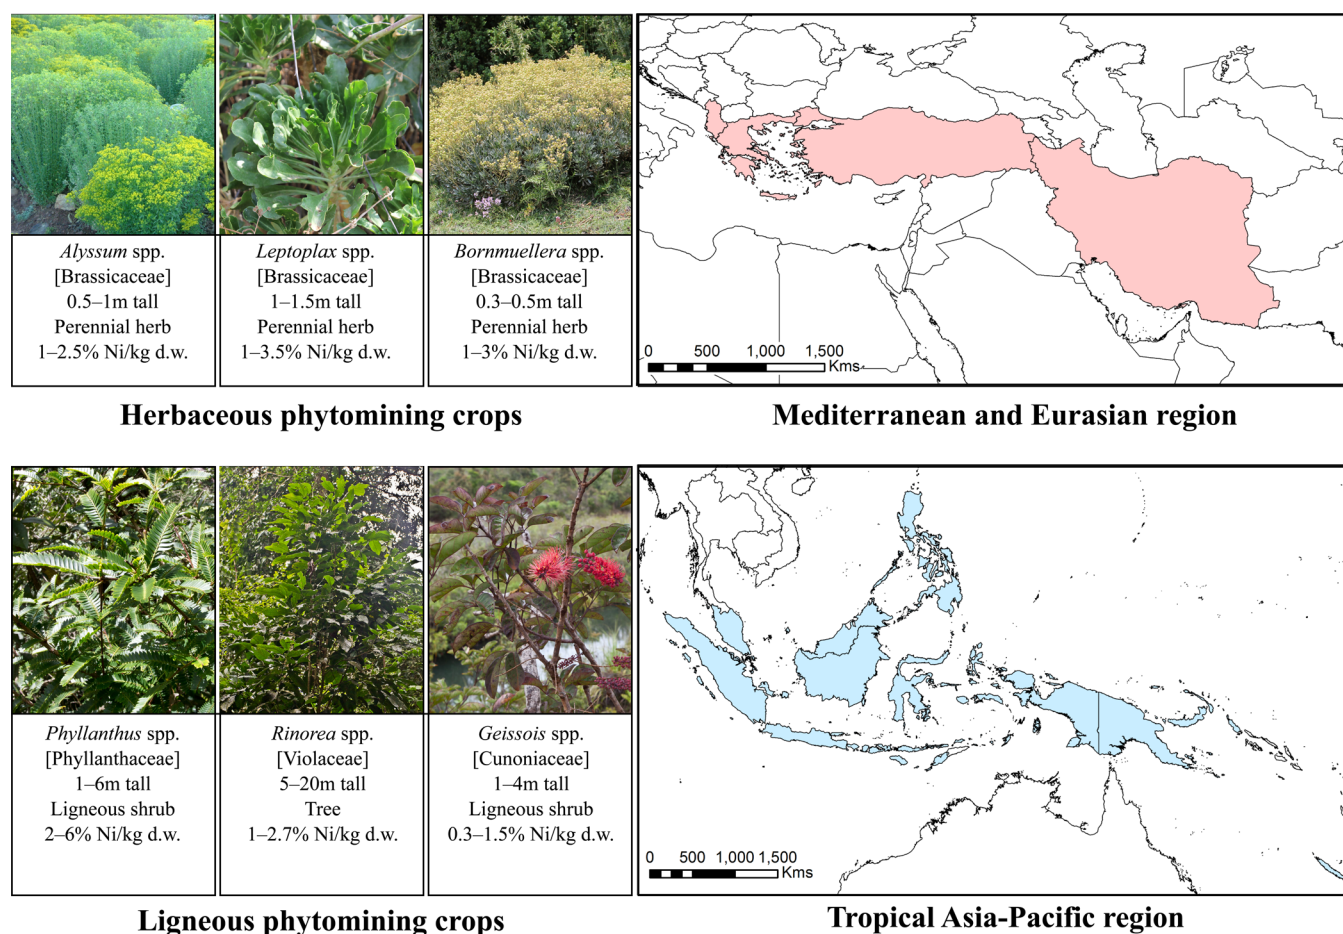 Alyssum spp.
[Brassicaceae]
0.5–1m tall
Perennial herb
1–2.5% Ni/kg d.w.
Leptoplax spp.
[Brassicaceae]
1–1.5m tall
Perennial herb
1–3.5% Ni/kg d.w.
Bornmuellera spp.
[Brassicaceae]
0.3–0.5m tall
Perennial herb
1–3% Ni/kg d.w.
0 500 1,000 1,500
Kms
Herbaceous phytomining crops
Mediterranean and Eurasian region
Phyllanthus spp.
[Phyllanthaceae]
1–6m tall
Ligneous shrub
2–6% Ni/kg d.w.
Rinorea spp.
[Violaceae]
5–20m tall
Tree
1–2.7% Ni/kg d.w.
Geissois spp.
[Cunoniaceae]
1–4m tall
Ligneous shrub
0.3–1.5% Ni/kg d.w.
0 500 1,000 1,500
Kms
Ligneous phytomining crops
Tropical Asia-Pacific region